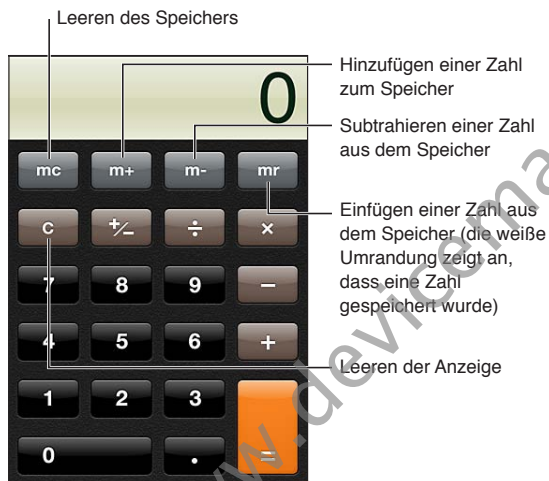 Leeren des Speichers
Hinzufügen einer Zahl
zum Speicher
Subtrahieren einer Zahl
aus dem Speicher
Einfügen einer Zahl aus
dem Speicher (die weiße
Umrandung zeigt an,
dass eine Zahl
gespeichert wurde)
Leeren der Anzeige
0
mc m+ m- mr
C +/− ÷ ×
7 8 9 −
4 5 6 +
1 2 3
0 . =
www.devicema